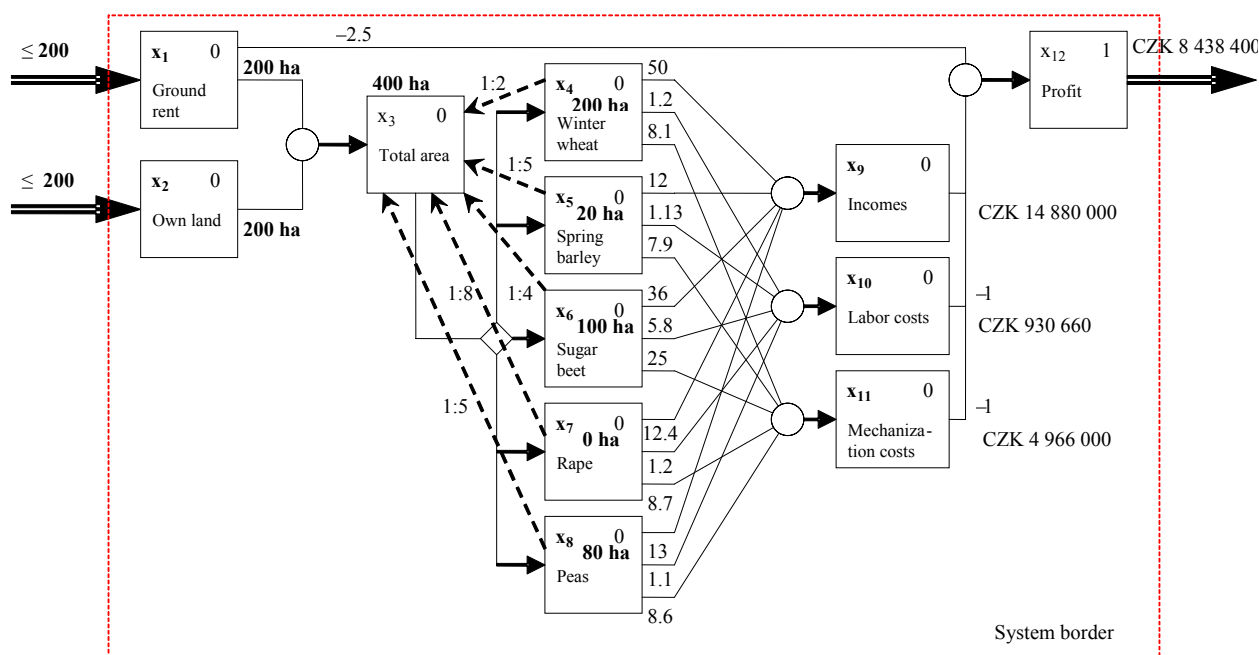 ≤ 200
x1 0
Ground
rent
200 ha
–2.5
≤ 200
x2 0
Own land
200 ha
400 ha
x3 0
Total area
1:2
1:5
1:4
1:8
1:5
x4 0
200 ha
Winter
wheat
50
1.2
8.1
x5 0
20 ha
Spring
barley
12
1.13
7.9
x6 0
100 ha
Sugar
beet
36
5.8
25
x7 0
0 ha
Rape
12.4
1.2
8.7
x8 0
80 ha
Peas
13
1.1
8.6
x9 0
Incomes
CZK 14 880 000
x10 0
Labor costs
–1
CZK 930 660
x11 0
Mechaniza-
tion costs
–1
CZK 4 966 000
x12 1
Profit
CZK 8 438 400
System border